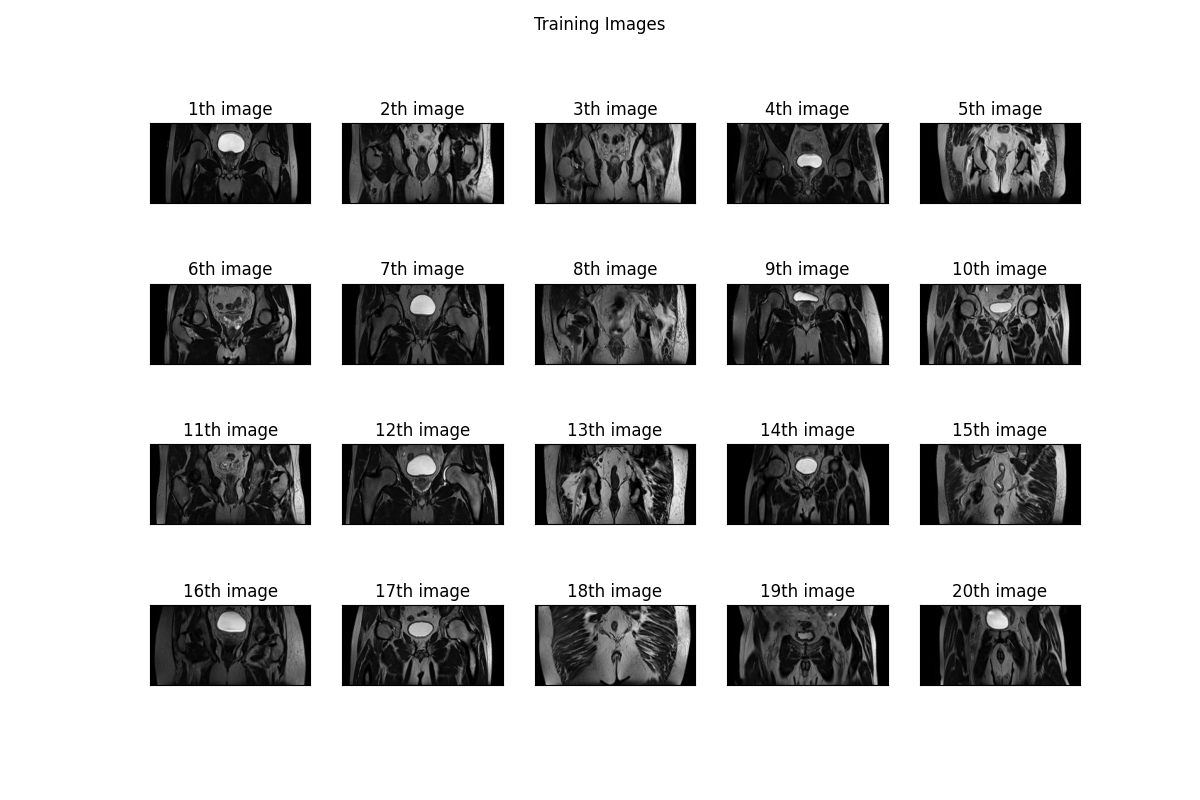 Training Images
1th image 2th image 3th image 4th image 5th image
6th image 7th image 8th image 9th image 10th image
11th image 12th image 13th image 14th image 15th image
16th image 17th image 18th image 19th image 20th image